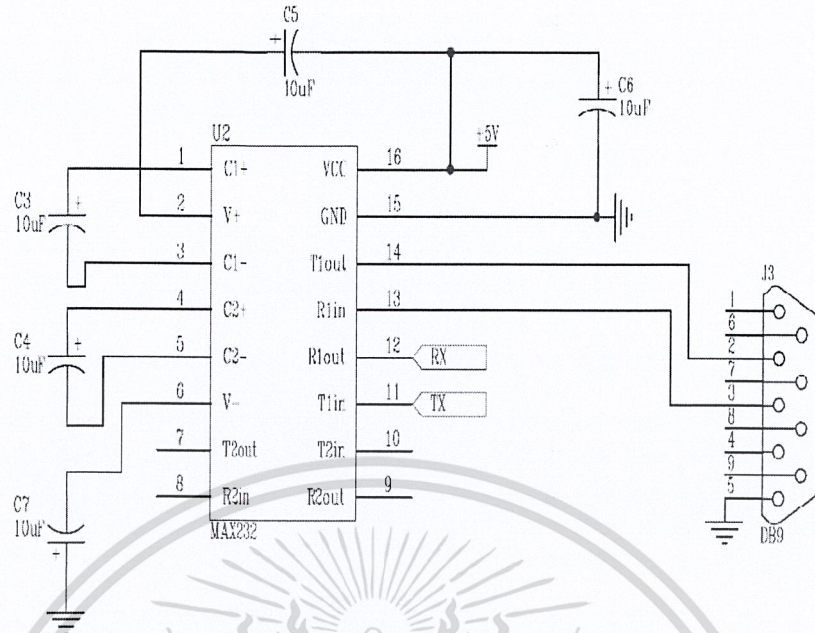 C5
+
10uF
+ C6
10uF
U2
+5V
1 C1+ VCC 16
C3 +
10uF
2 V+ GND 15
3 C1- T1out 14
J3
4 C2+ R1in 13
1
6
C4 +
10uF
5 C2- R1out 12 RX
2
7
6 V- T1in 11 TX
3
8
7 T2out T2in 10
4
9
8 R2in R2out 9
5
C7
10uF
+
MAX232
DB9